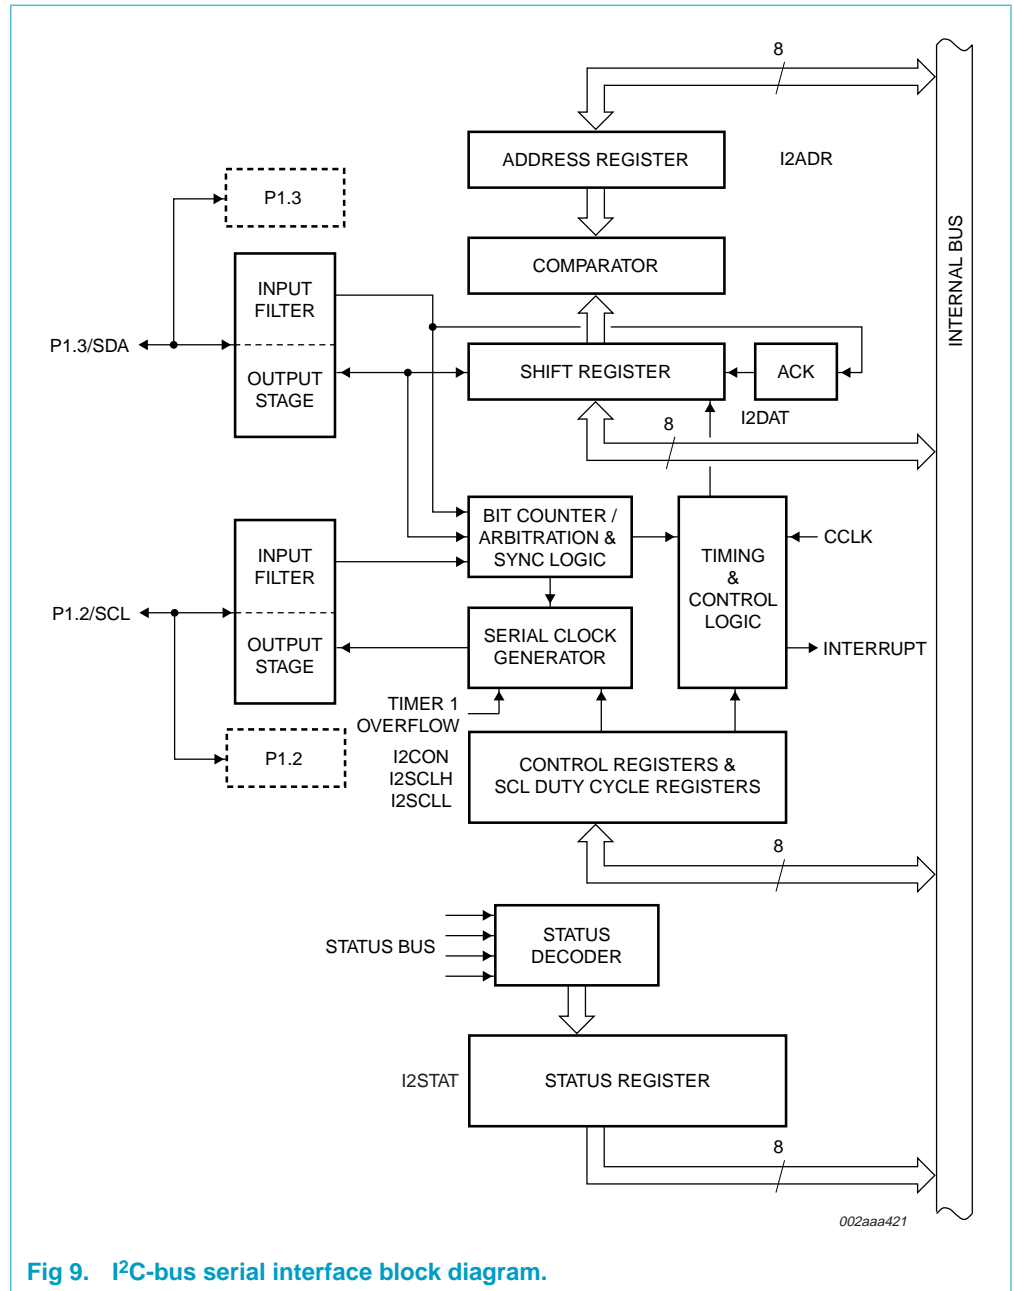 8
ADDRESS REGISTER
I2ADR
P1.3
INTERNAL BUS
COMPARATOR
INPUT
FILTER
P1.3/SDA
OUTPUT
STAGE
SHIFT REGISTER
ACK
I2DAT
8
BIT COUNTER /
ARBITRATION &
SYNC LOGIC
INPUT
FILTER
TIMING
&
CONTROL
LOGIC
CCLK
P1.2/SCL
OUTPUT
STAGE
SERIAL CLOCK
GENERATOR
INTERRUPT
TIMER 1
OVERFLOW
P1.2
I2CON
I2SCLH
I2SCLL
CONTROL REGISTERS &
SCL DUTY CYCLE REGISTERS
8
STATUS BUS
STATUS
DECODER
I2STAT
STATUS REGISTER
8
002aaa421
Fig 9. I²C-bus serial interface block diagram.